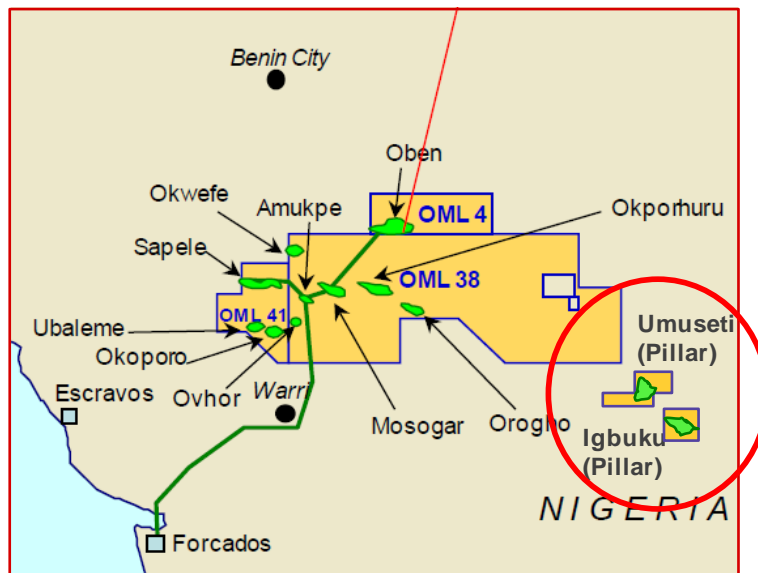 Benin City
Oben
Okwefe
Amukpe
OML 4
Okporhuru
Sapele
OML 38
OML 41
Umuseti
(Pillar)
Ubaleme
Okoporo
Escravos
Ovhor
Warri
Mosogar
Orogho
Igbuku
(Pillar)
NIGERIA
Forcados